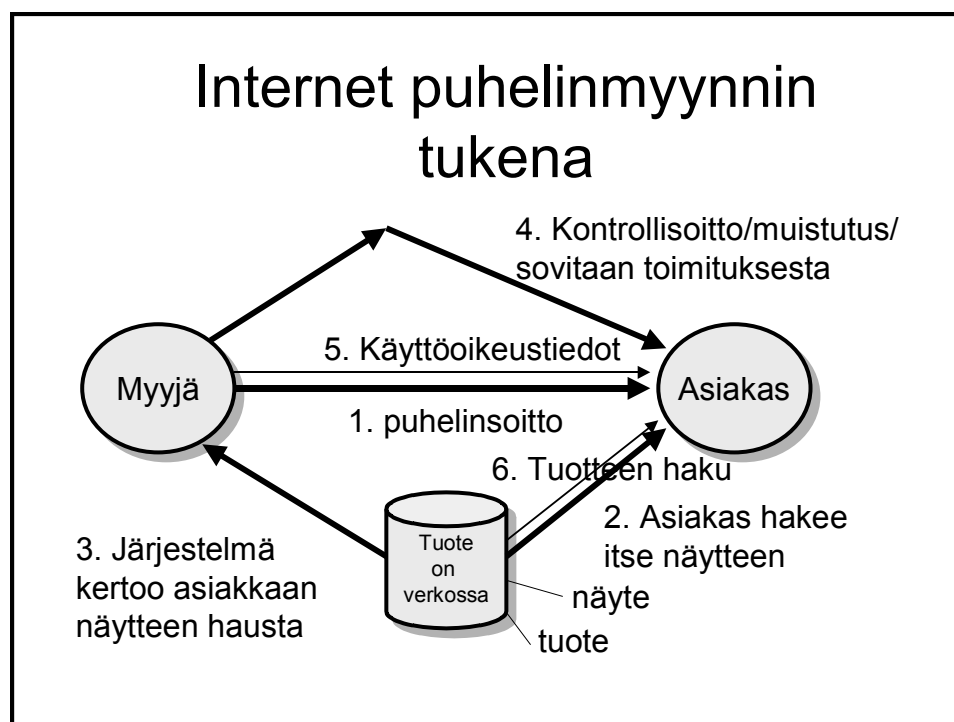 Internet puhelinmyynnin
tukena
4. Kontrollisoitto/muistutus/
sovitaan toimituksesta
5. Käyttöoikeustiedot
Myyjä
Asiakas
1. puhelinsoitto
6. Tuotteen haku
2. Asiakas hakee
itse näytteen
3. Järjestelmä
kertoo asiakkaan
näytteen hausta
Tuote
on
verkossa
näyte
tuote